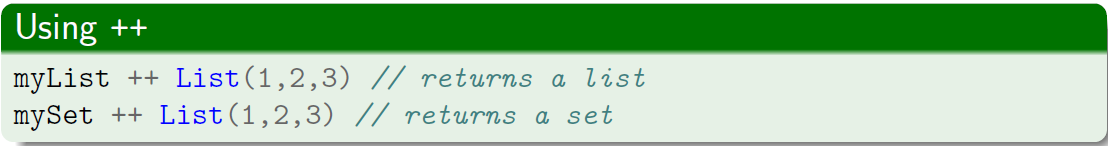 Using ++
myList ++ List(1,2,3) // returns a list
mySet ++ List(1,2,3) // returns a set